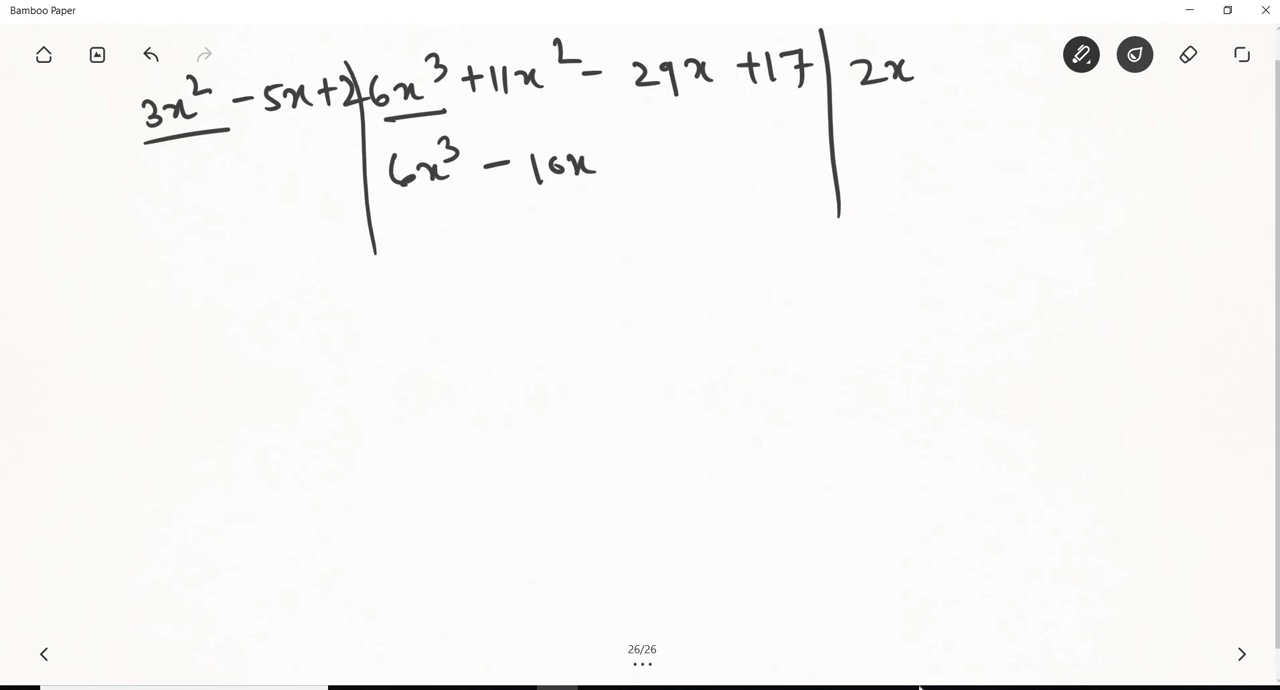 Bamboo Paper
3x² - 5x + 2 | 6x³ + 11x² - 29x + 17 | 2x
6x³ - 10x
26/26